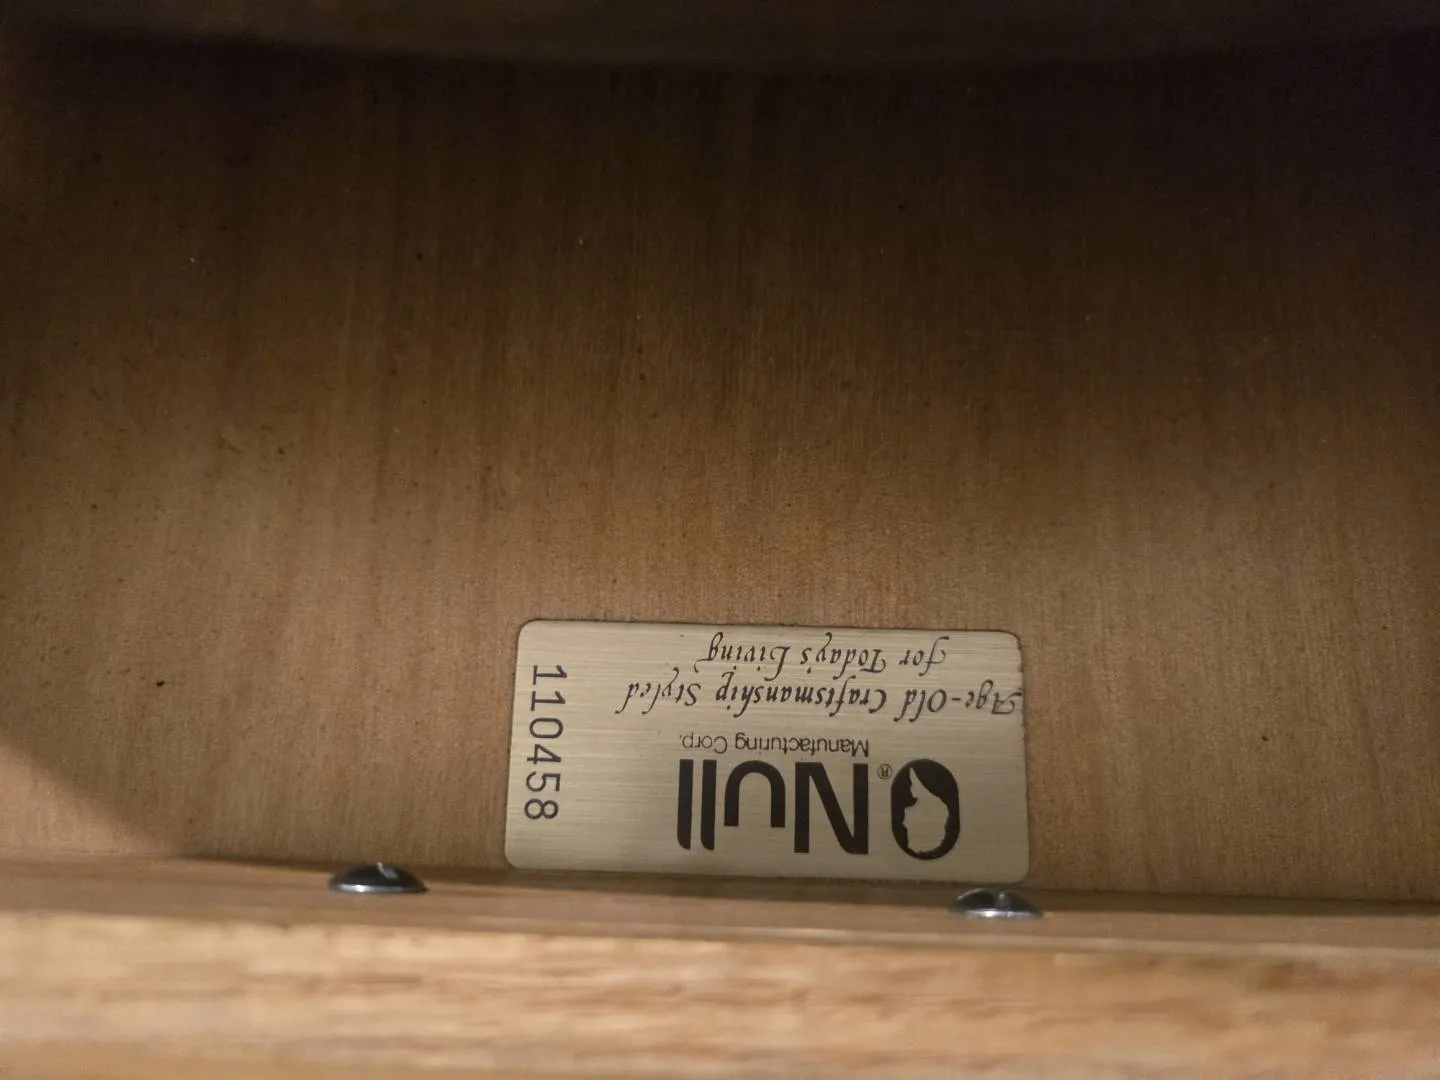 Null®
Manufacturing Corp.
Age-Old Craftsmanship Styled
for Today's Living
110458